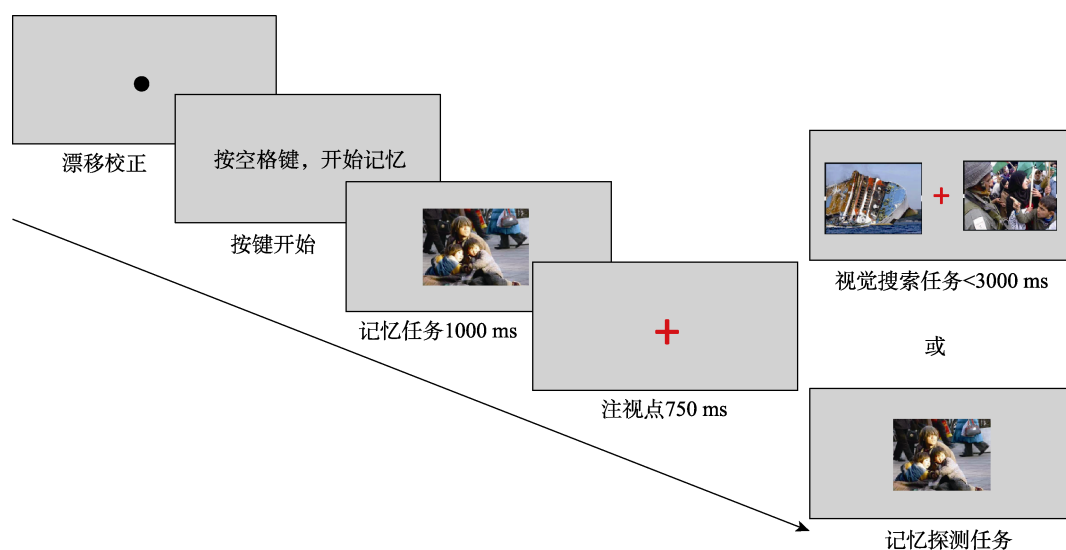 漂移校正
按空格键，开始记忆
按键开始
记忆任务1000 ms
注视点750 ms
视觉搜索任务<3000 ms
或
记忆探测任务